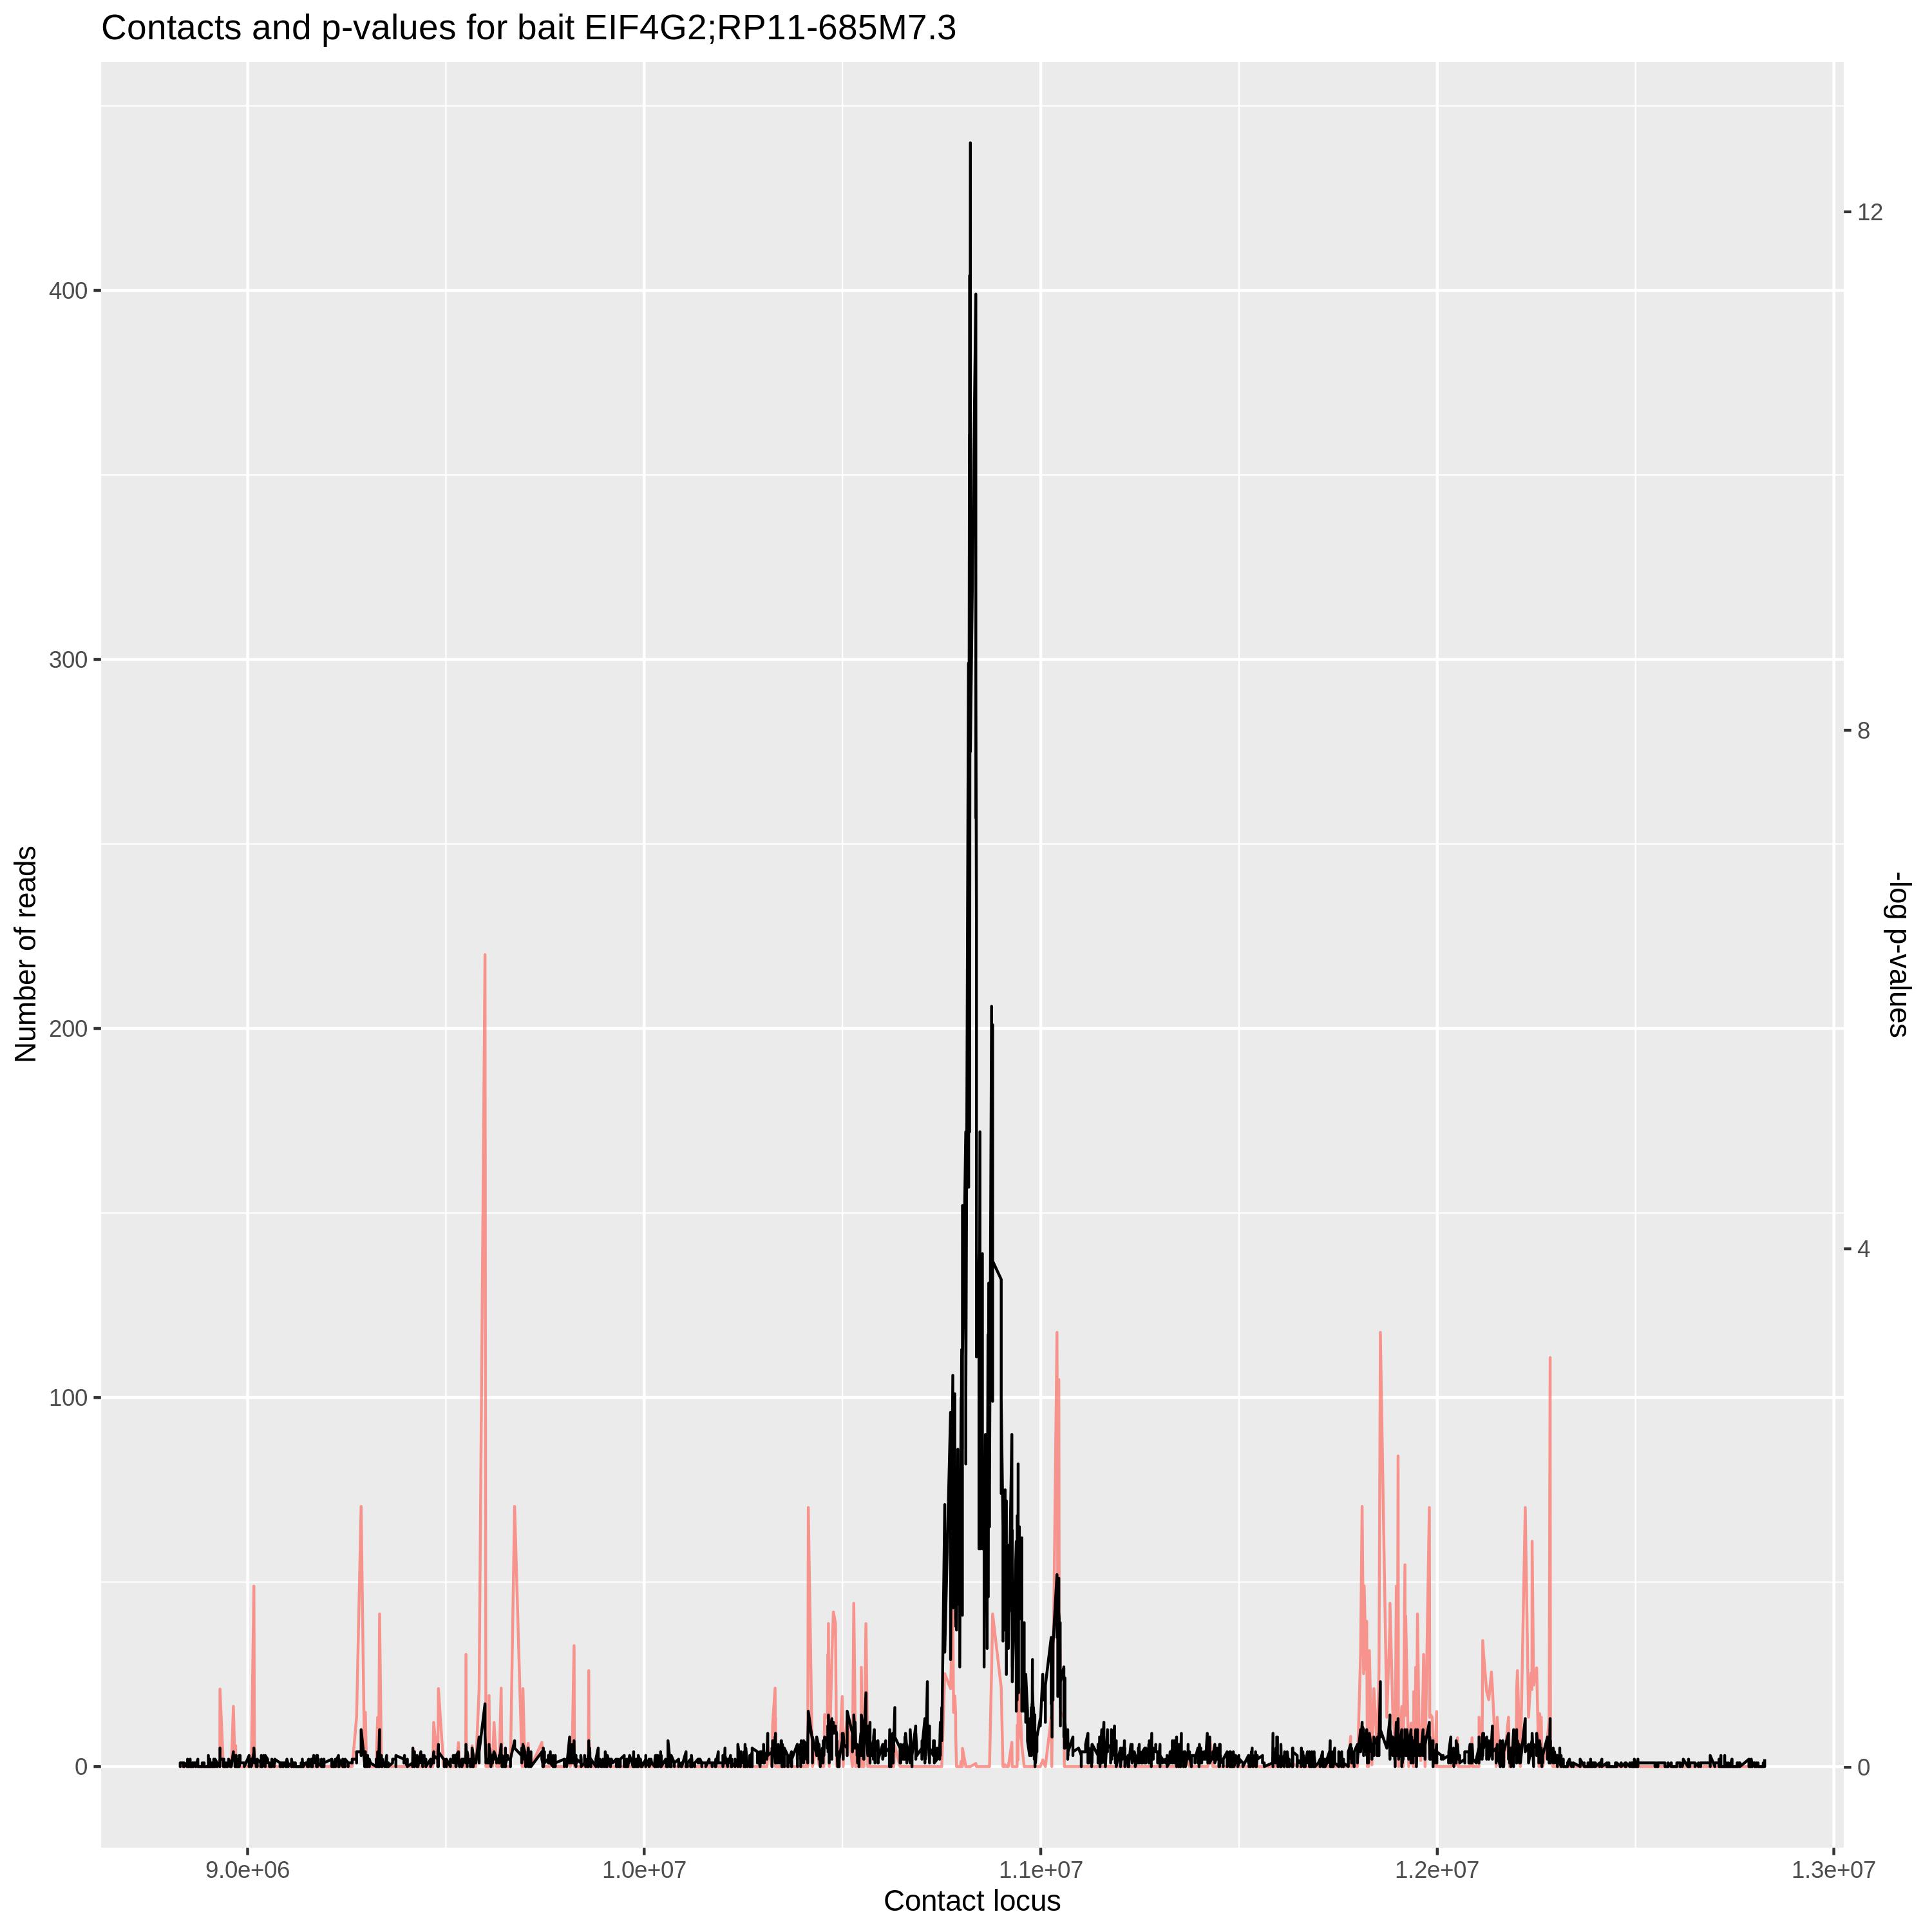 Contacts and p-values for bait EIF4G2;RP11-685M7.3
400
300
200
100
0
Number of reads
12
8
4
0
-log p-values
9.0e+06
1.0e+07
1.1e+07
1.2e+07
1.3e+07
Contact locus